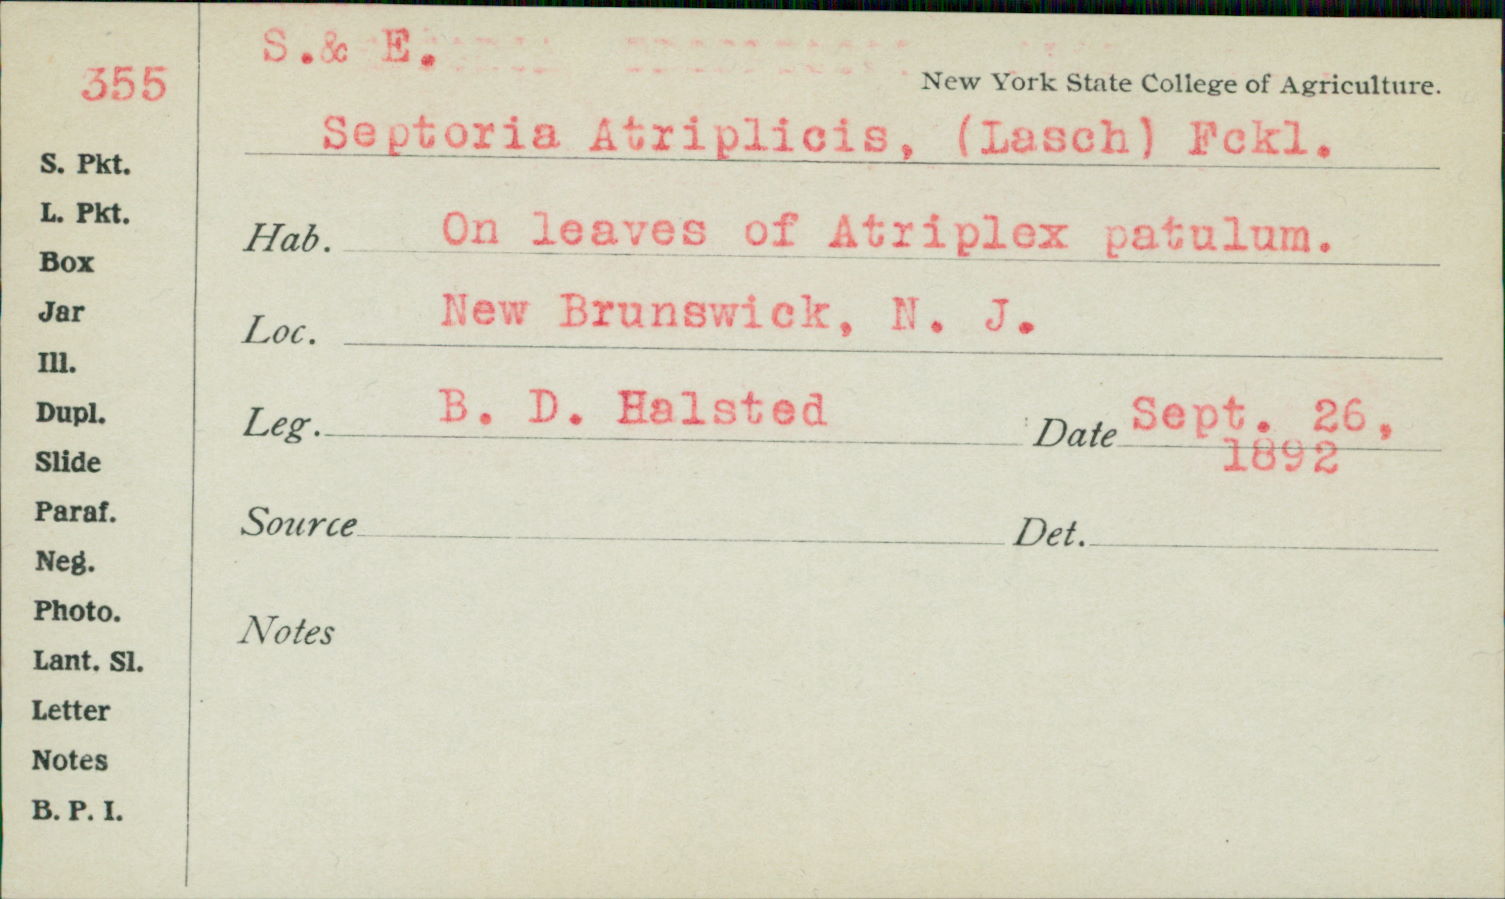 S.& E.
355
New York State College of Agriculture.
Septoria Atriplicis, (Lasch) Fckl.
S. Pkt.
L. Pkt.
Hab. On leaves of Atriplex patulum.
Box
Jar
Loc. New Brunswick, N. J.
Ill.
Dupl.
Leg. B. D. Halsted Date Sept. 26,
1892
Slide
Paraf.
Source Det.
Neg.
Photo.
Notes
Lant. Sl.
Letter
Notes
B. P. I.